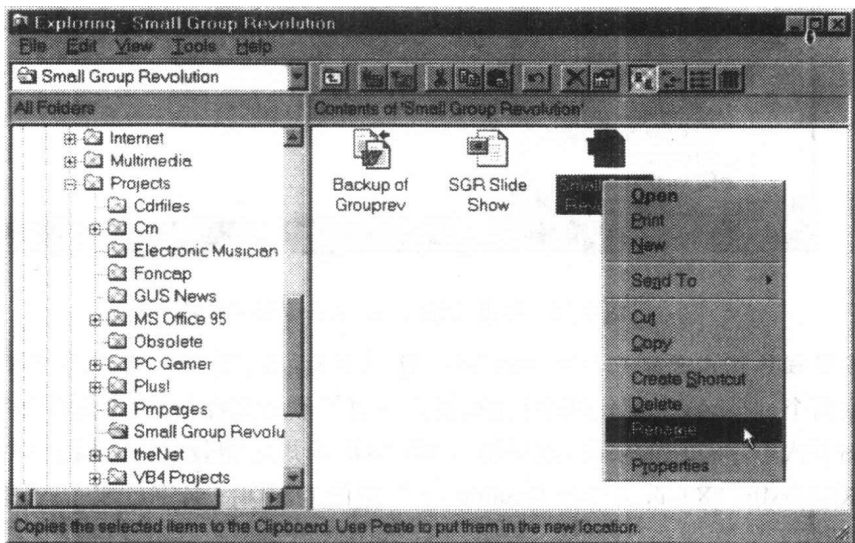 Exploring - Small Group Revolution
File Edit View Tools Help
Small Group Revolution
All Folders
Contents of 'Small Group Revolution'
Internet
Multimedia
Projects
Cdrfiles
Cm
Electronic Musician
Foncap
GUS News
MS Office 95
Obsolete
PC Gamer
Plus!
Pmpages
Small Group Revolu
theNet
VB4 Projects
Backup of
Grouprev
SGR Slide
Show
Small
Open
Print
New
Send To
Cut
Copy
Create Shortcut
Delete
Rename
Properties
Copies the selected items to the Clipboard. Use Paste to put them in the new location.